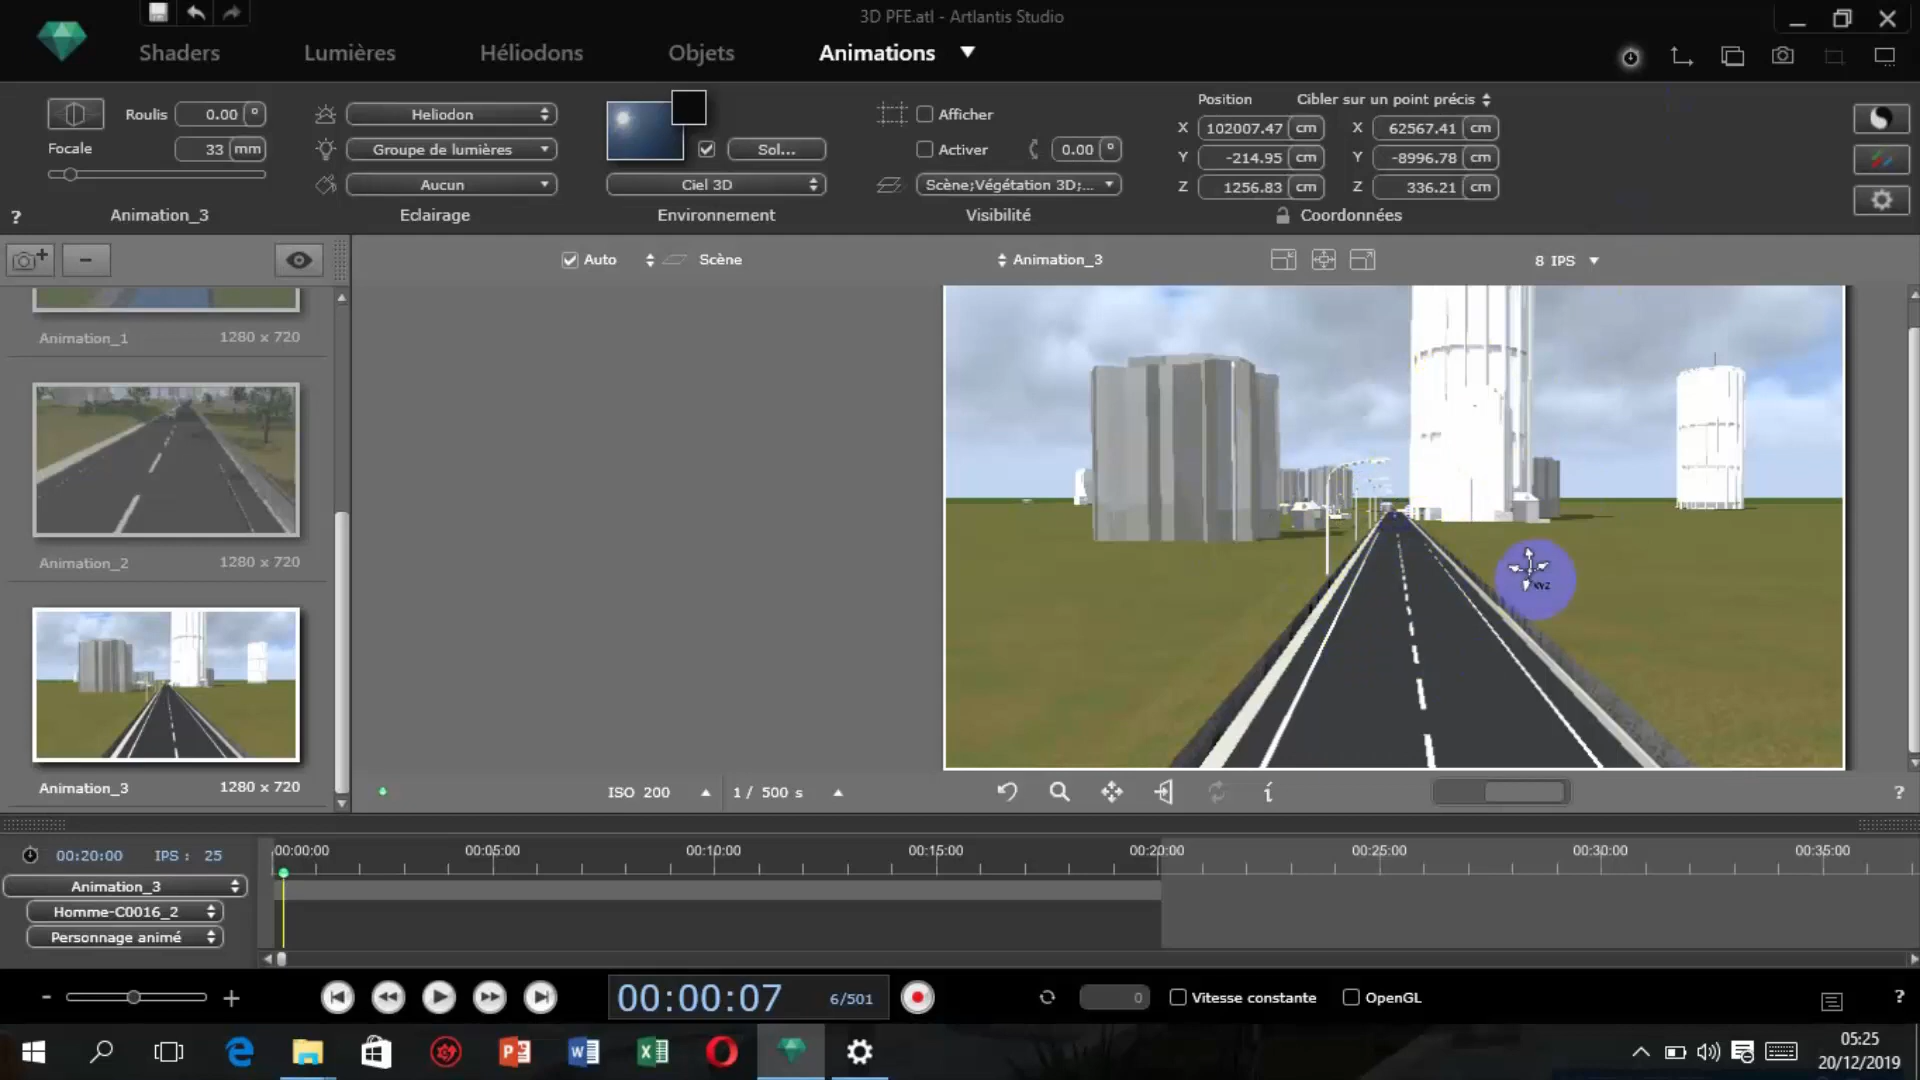 3D PFE.atl - Artlantis Studio
Shaders Lumières Héliodons Objets Animations
Roulis 0.00 °
Focale 33 mm
Animation_3
Heliodon
Groupe de lumières
Aucun
Eclairage
Sol...
Ciel 3D
Environnement
Afficher
Activer 0.00 °
Scène;Végétation 3D;...
Visibilité
Position Cibler sur un point précis
X 102007.47 cm X 62567.41 cm
Y -214.95 cm Y -8996.78 cm
Z 1256.83 cm Z 336.21 cm
Coordonnées
?
Auto Scène Animation_3 8 IPS
Animation_1 1280 x 720
Animation_2 1280 x 720
Animation_3 1280 x 720
XYZ
ISO 200 1 / 500 s i ?
00:20:00 IPS : 25
Animation_3
Homme-C0016_2
Personnage animé
00:00:00 00:05:00 00:10:00 00:15:00 00:20:00 00:25:00 00:30:00 00:35:00
- + 00:00:07 6/501 0 Vitesse constante OpenGL ?
05:25
20/12/2019